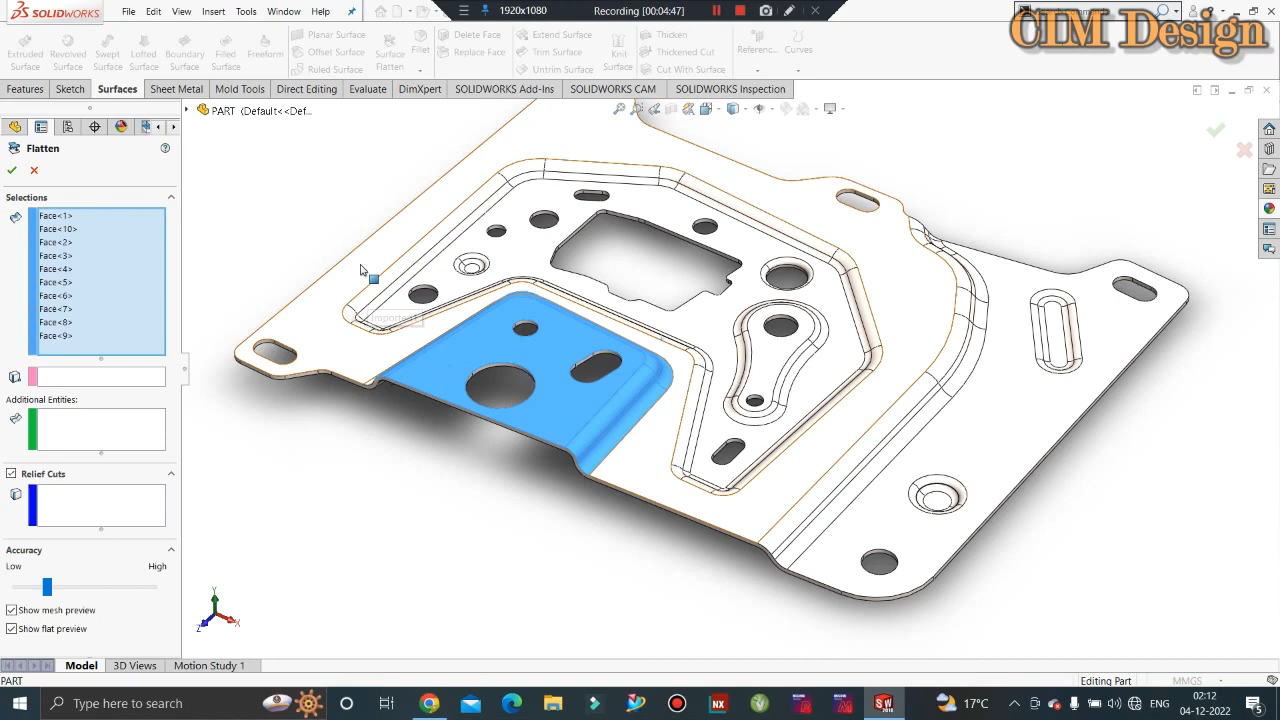 SOLIDWORKS
File Edit View Insert Tools Window Help
1920x1080 Recording [00:04:47]
CIM Design
Extruded Surface
Revolved Surface
Swept Surface
Lofted Surface
Boundary Surface
Filled Surface
Freeform
Planar Surface
Offset Surface
Ruled Surface
Surface Flatten
Fillet
Delete Face
Replace Face
Extend Surface
Trim Surface
Untrim Surface
Knit Surface
Thicken
Thickened Cut
Cut With Surface
Referenc...
Curves
Features Sketch Surfaces Sheet Metal Mold Tools Direct Editing Evaluate DimXpert SOLIDWORKS Add-Ins SOLIDWORKS CAM SOLIDWORKS Inspection
PART (Default<<Def...
Flatten
Selections
Face<1>
Face<10>
Face<2>
Face<3>
Face<4>
Face<5>
Face<6>
Face<7>
Face<8>
Face<9>
Additional Entities:
Relief Cuts
Accuracy
Low High
Show mesh preview
Show flat preview
Y
X
Z
Model 3D Views Motion Study 1
PART Editing Part MMGS
Type here to search
NX
SW
2018
17°C
ENG
02:12
04-12-2022
5